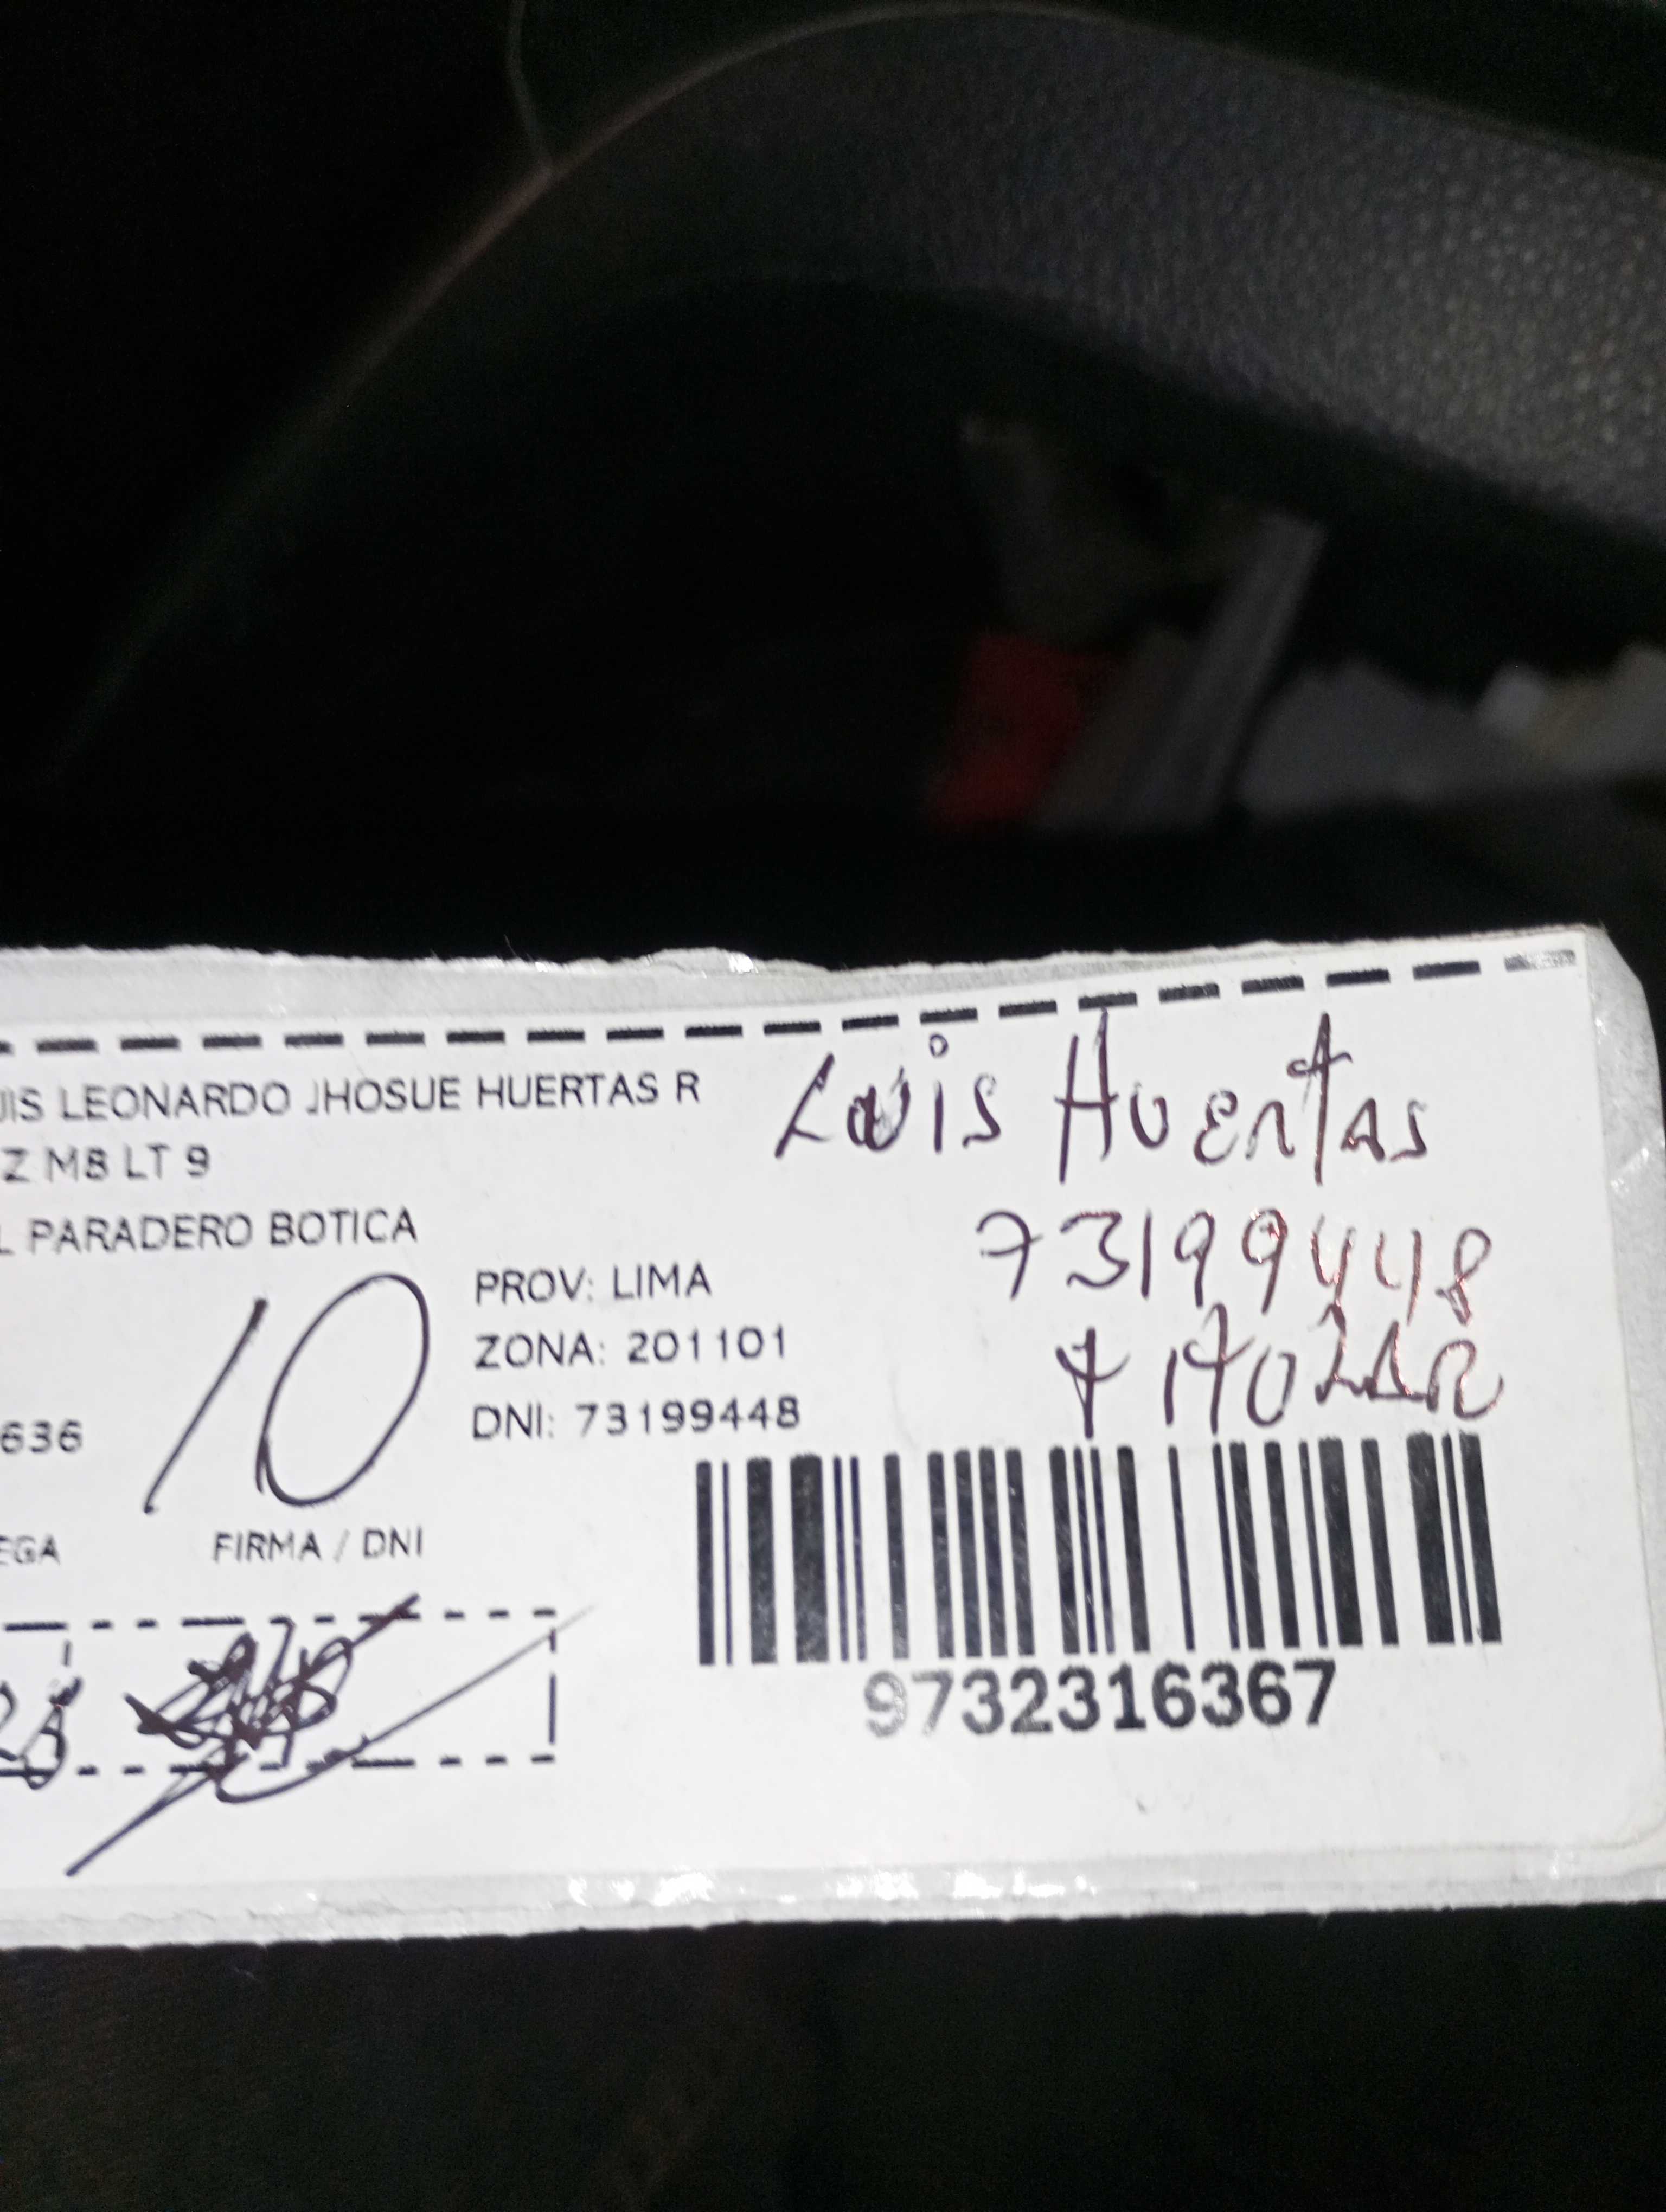 UIS LEONARDO JHOSUE HUERTAS R
Luis Huertas
Z M8 LT 9
L PARADERO BOTICA
73199448
PROV: LIMA
ZONA: 201101
10
DNI: 73199448
636
EGA
FIRMA / DNI
9732316367